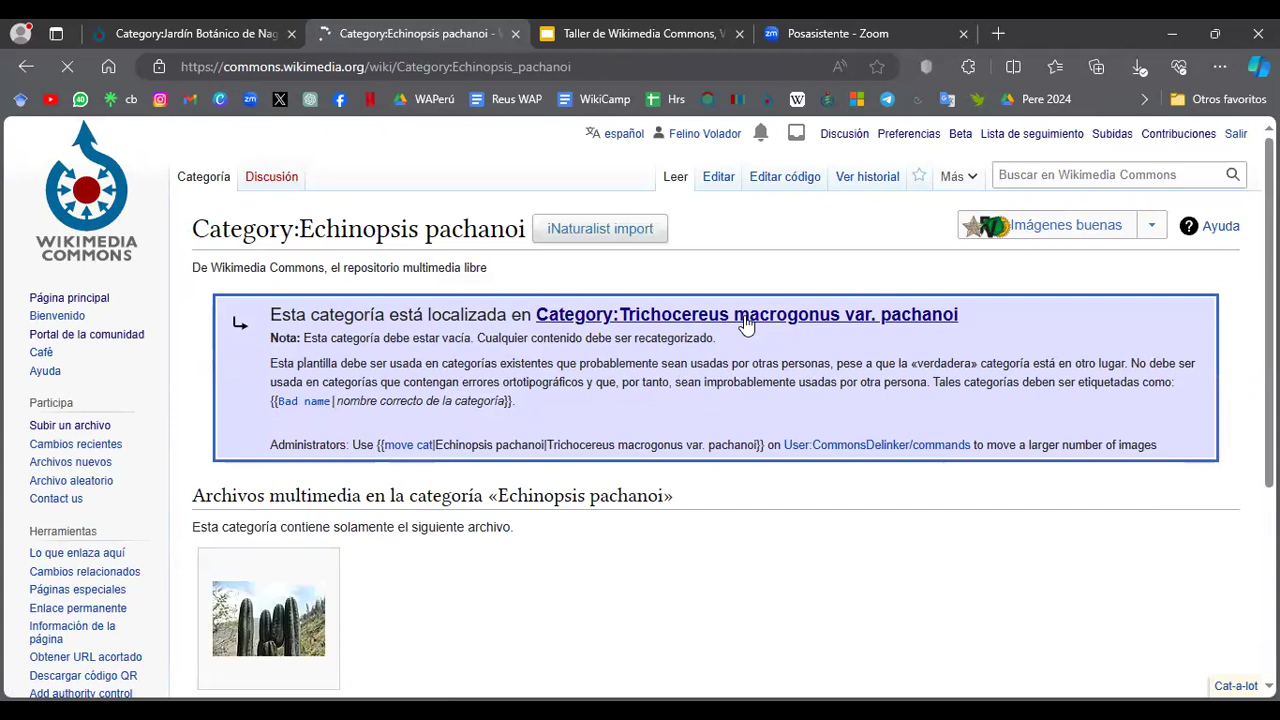 Category:Jardín Botánico de Nag
Category:Echinopsis pachanoi -
Taller de Wikimedia Commons,
Posasistente - Zoom
https://commons.wikimedia.org/wiki/Category:Echinopsis_pachanoi
cb
WAPerú
Reus WAP
WikiCamp
Hrs
Pere 2024
Otros favoritos
español
Felino Volador
Discusión
Preferencias
Beta
Lista de seguimiento
Subidas
Contribuciones
Salir
Categoría
Discusión
Leer
Editar
Editar código
Ver historial
Más
Buscar en Wikimedia Commons
WIKIMEDIA
COMMONS
Category:Echinopsis pachanoi
iNaturalist import
Imágenes buenas
Ayuda
De Wikimedia Commons, el repositorio multimedia libre
Página principal
Bienvenido
Portal de la comunidad
Café
Ayuda
Participa
Subir un archivo
Cambios recientes
Archivos nuevos
Archivo aleatorio
Contact us
Herramientas
Lo que enlaza aquí
Cambios relacionados
Páginas especiales
Enlace permanente
Información de la
página
Obtener URL acortado
Descargar código QR
Add authority control
Esta categoría está localizada en Category:Trichocereus macrogonus var. pachanoi
Nota: Esta categoría debe estar vacía. Cualquier contenido debe ser recategorizado.
Esta plantilla debe ser usada en categorías existentes que probablemente sean usadas por otras personas, pese a que la «verdadera» categoría está en otro lugar. No debe ser
usada en categorías que contengan errores ortotipográficos y que, por tanto, sean improbablemente usadas por otra persona. Tales categorías deben ser etiquetadas como:
{{Bad name|nombre correcto de la categoría}}.
Administrators: Use {{move cat|Echinopsis pachanoi|Trichocereus macrogonus var. pachanoi}} on User:CommonsDelinker/commands to move a larger number of images
Archivos multimedia en la categoría «Echinopsis pachanoi»
Esta categoría contiene solamente el siguiente archivo.
Cat-a-lot